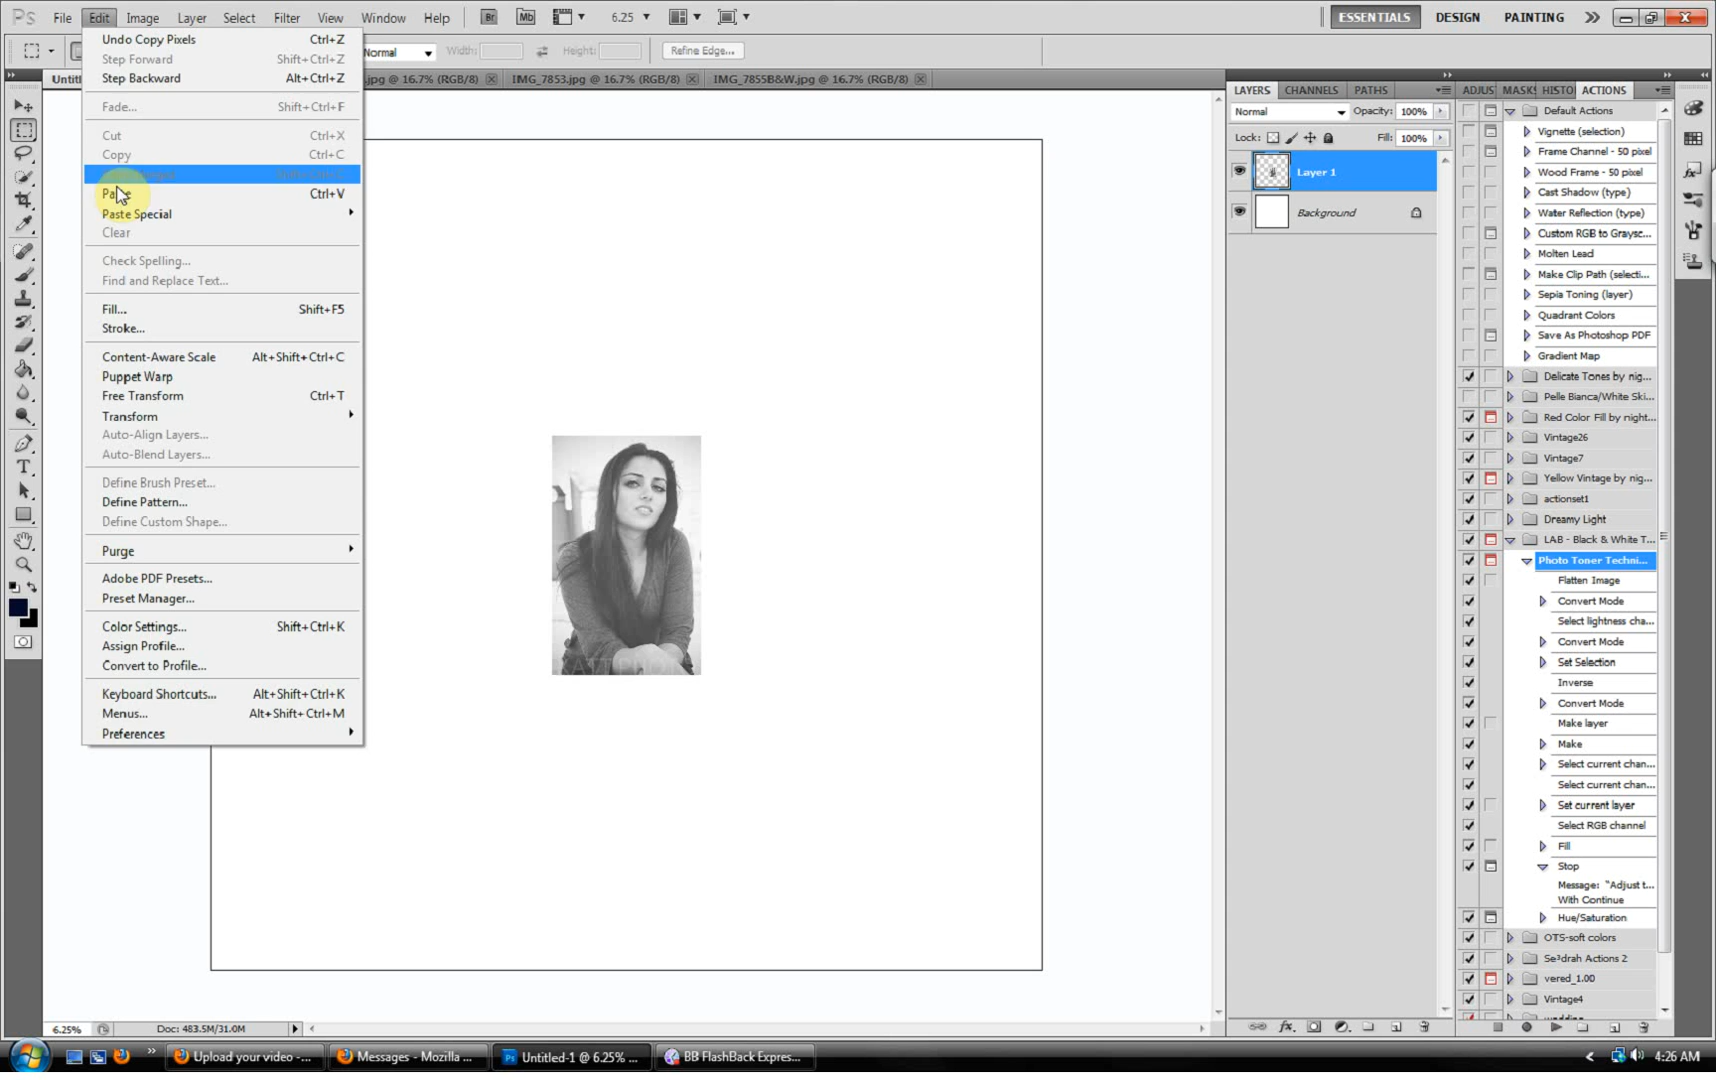 Ps File Edit Image Layer Select Filter View Window Help Br Mb 6.25 ESSENTIALS DESIGN PAINTING
Normal Width: Height: Refine Edge...
.jpg @ 16.7% (RGB/8) IMG_7853.jpg @ 16.7% (RGB/8) IMG_7855B&W.jpg @ 16.7% (RGB/8)
Undo Copy Pixels Ctrl+Z
Step Forward Shift+Ctrl+Z
Step Backward Alt+Ctrl+Z
Fade... Shift+Ctrl+F
Cut Ctrl+X
Copy Ctrl+C
Paste Ctrl+V
Paste Special
Clear
Check Spelling...
Find and Replace Text...
Fill... Shift+F5
Stroke...
Content-Aware Scale Alt+Shift+Ctrl+C
Puppet Warp
Free Transform Ctrl+T
Transform
Auto-Align Layers...
Auto-Blend Layers...
Define Brush Preset...
Define Pattern...
Define Custom Shape...
Purge
Adobe PDF Presets...
Preset Manager...
Color Settings... Shift+Ctrl+K
Assign Profile...
Convert to Profile...
Keyboard Shortcuts... Alt+Shift+Ctrl+K
Menus... Alt+Shift+Ctrl+M
Preferences
LAYERS CHANNELS PATHS
Normal Opacity: 100%
Lock: Fill: 100%
Layer 1
Background
ADJUS MASKS HISTO ACTIONS
Default Actions
Vignette (selection)
Frame Channel - 50 pixel
Wood Frame - 50 pixel
Cast Shadow (type)
Water Reflection (type)
Custom RGB to Graysc...
Molten Lead
Make Clip Path (selecti...
Sepia Toning (layer)
Quadrant Colors
Save As Photoshop PDF
Gradient Map
Delicate Tones by nig...
Pelle Bianca/White Ski...
Red Color Fill by night...
Vintage26
Vintage7
Yellow Vintage by nig...
actionset1
Dreamy Light
LAB - Black & White T...
Photo Toner Techni...
Flatten Image
Convert Mode
Select lightness cha...
Convert Mode
Set Selection
Inverse
Convert Mode
Make layer
Make
Select current chan...
Select current chan...
Set current layer
Select RGB channel
Fill
Stop
Message: "Adjust t...
With Continue
Hue/Saturation
OTS-soft colors
Se³drah Actions 2
vered_1.00
Vintage4
6.25% Doc: 483.5M/31.0M
Upload your video -... Messages - Mozilla ... Untitled-1 @ 6.25% ... BB FlashBack Expres... 4:26 AM